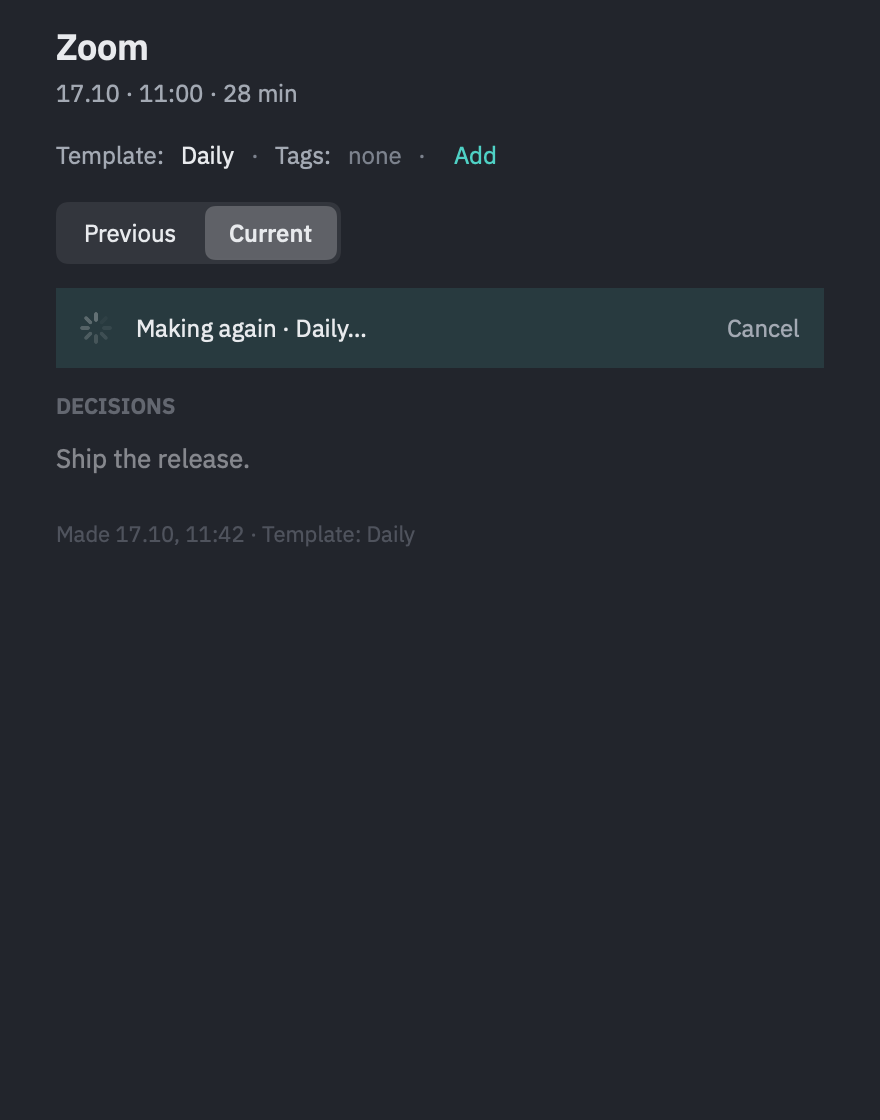 Zoom
17.10 · 11:00 · 28 min
Template: Daily · Tags: none · Add
Previous Current
Making again · Daily... Cancel
DECISIONS
Ship the release.
Made 17.10, 11:42 · Template: Daily